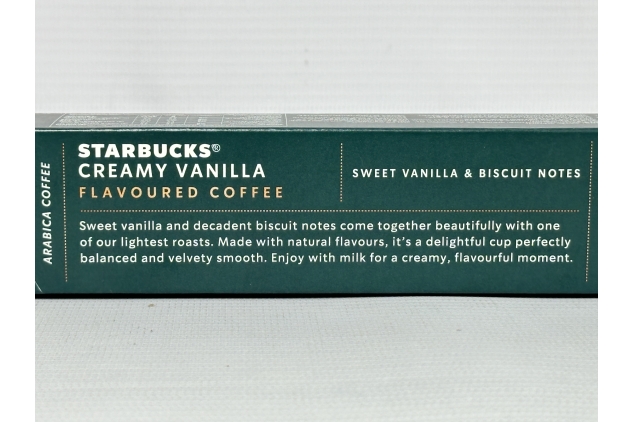 STARBUCKS®
CREAMY VANILLA
FLAVOURED COFFEE
SWEET VANILLA & BISCUIT NOTES
Sweet vanilla and decadent biscuit notes come together beautifully with one
of our lightest roasts. Made with natural flavours, it's a delightful cup perfectly
balanced and velvety smooth. Enjoy with milk for a creamy, flavourful moment.
ARABICA COFFEE